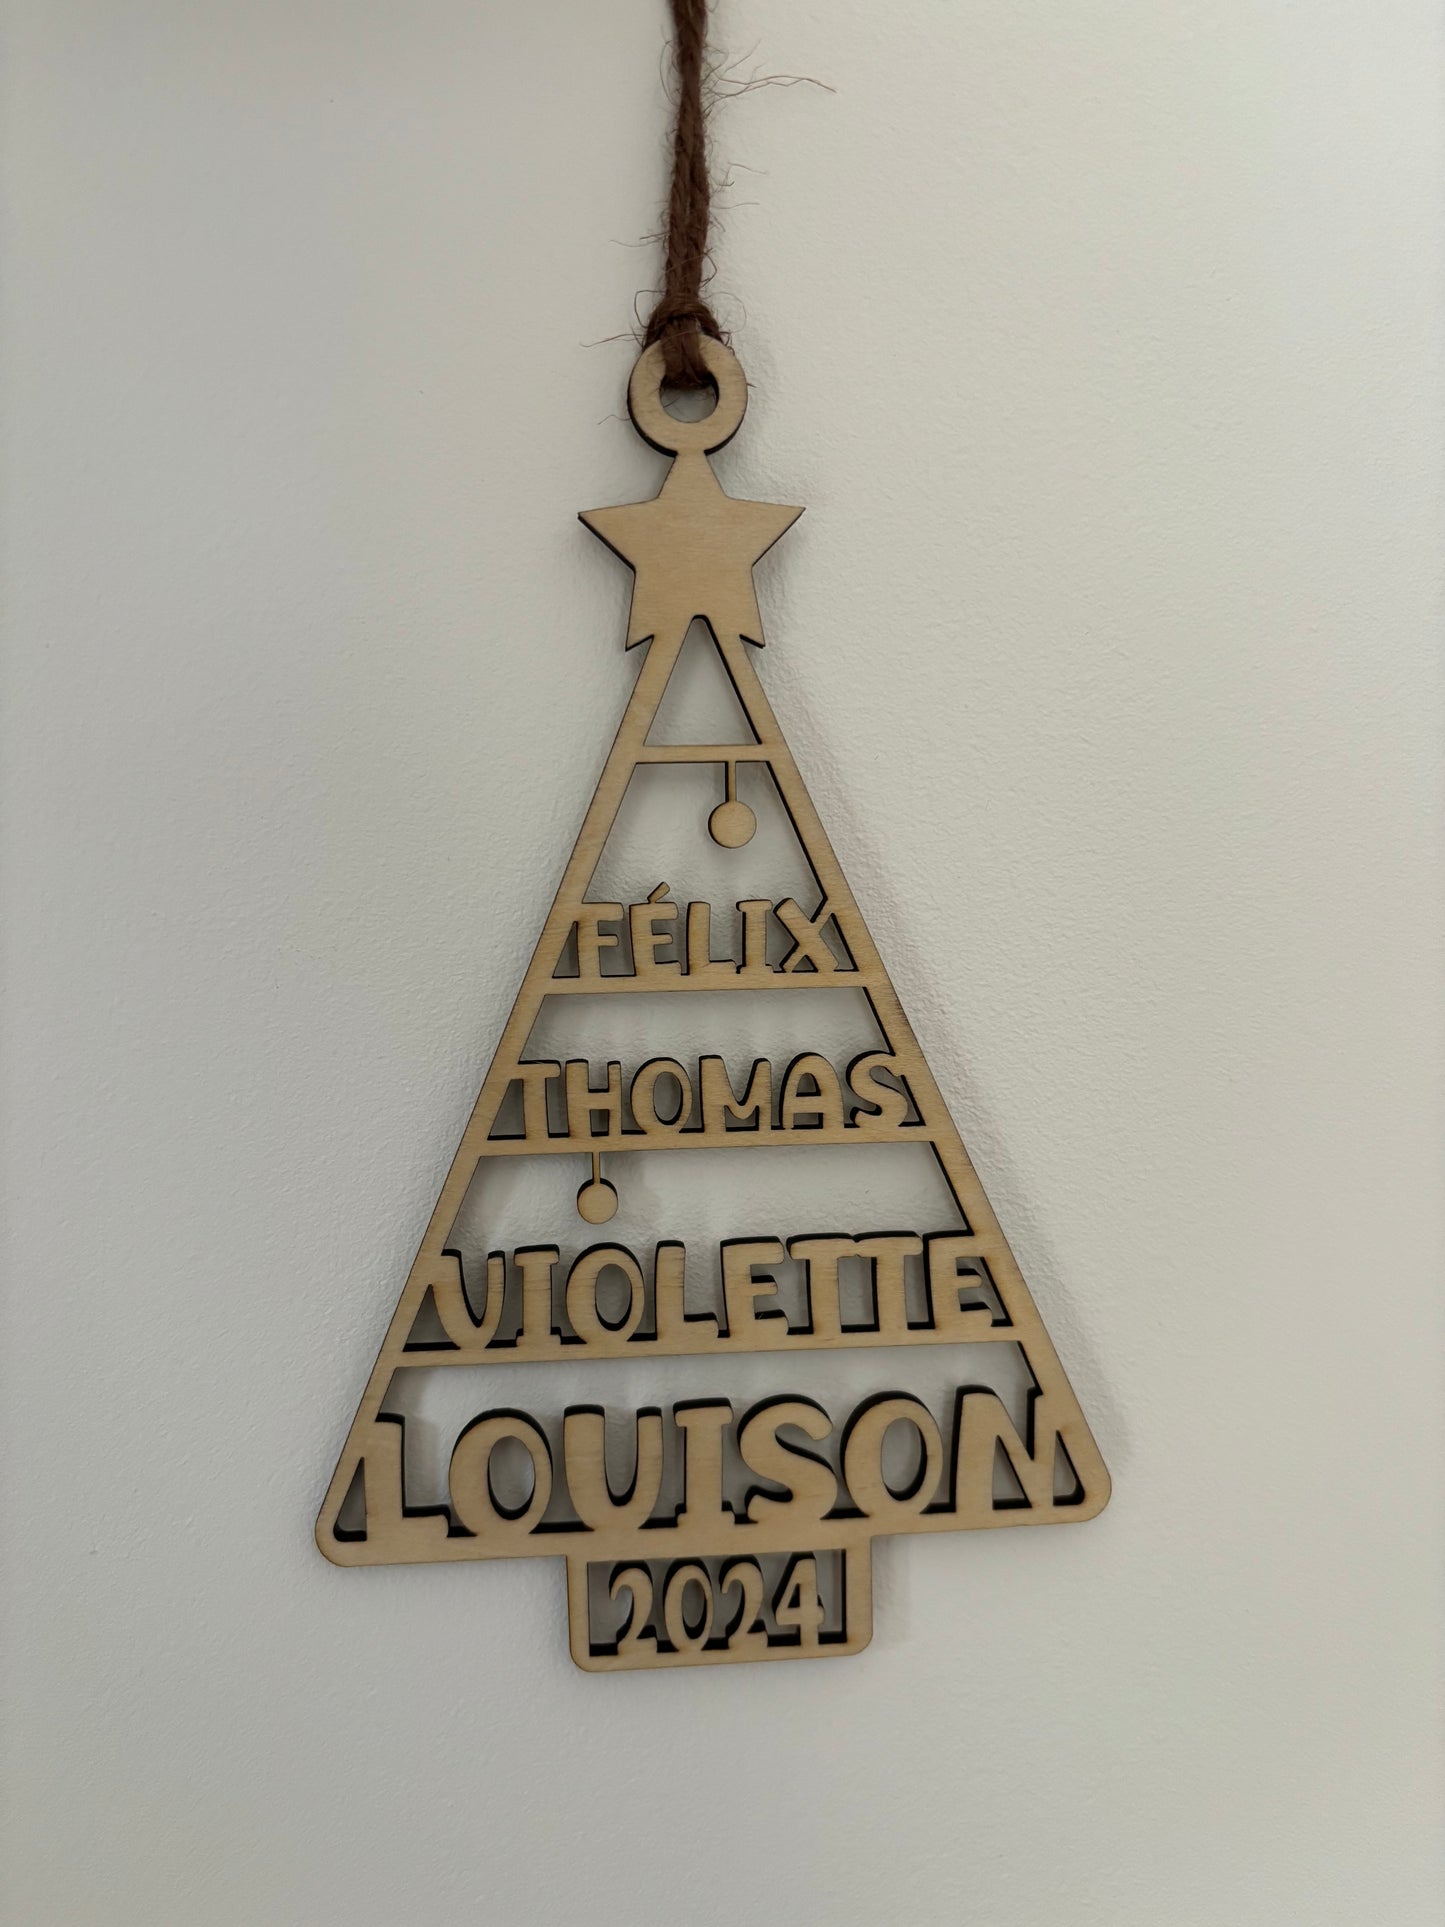 FÉLIX
THOMAS
VIOLETTE
LOUISON
2024